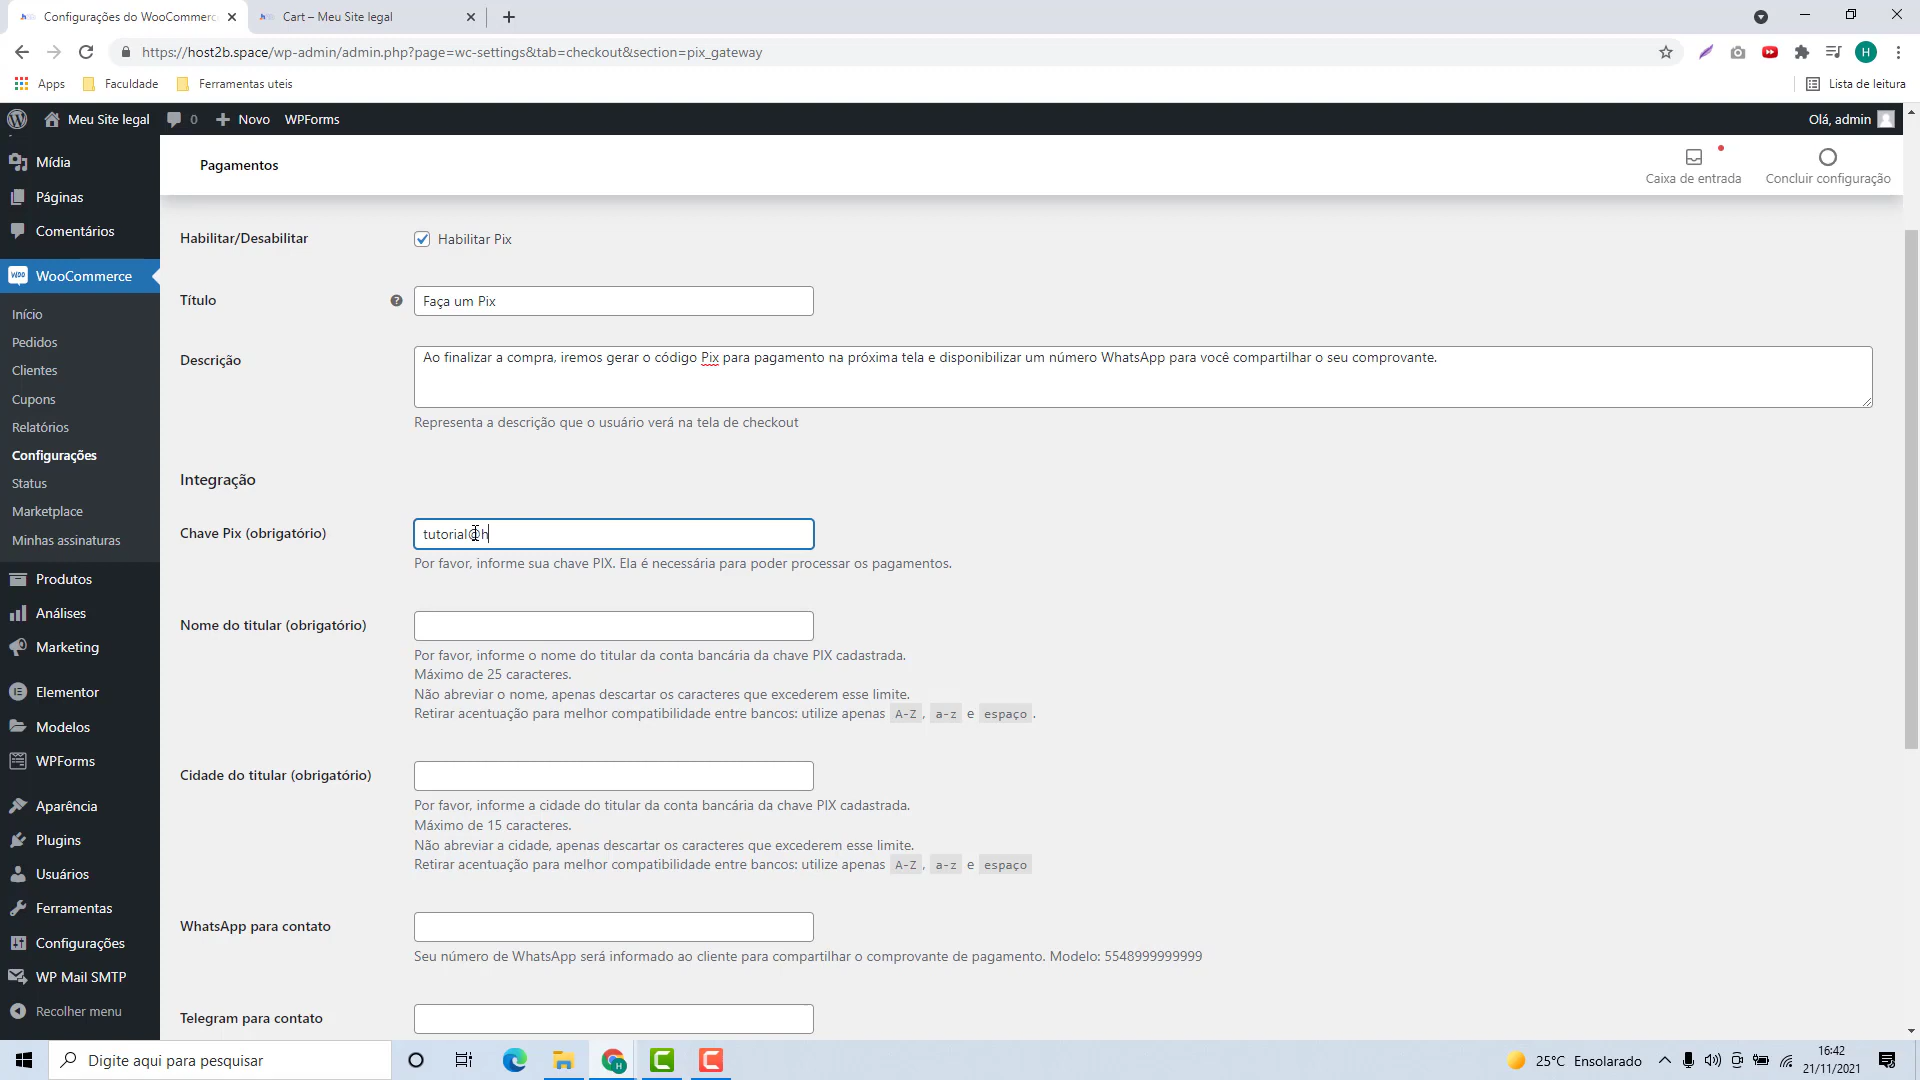 Configurações do WooCommerc
Cart – Meu Site legal
https://host2b.space/wp-admin/admin.php?page=wc-settings&tab=checkout&section=pix_gateway
H
Apps
Faculdade
Ferramentas uteis
Lista de leitura
Meu Site legal
0
Novo
WPForms
Olá, admin
Mídia
Páginas
Comentários
WooCommerce
Início
Pedidos
Clientes
Cupons
Relatórios
Configurações
Status
Marketplace
Minhas assinaturas
Produtos
Análises
Marketing
Elementor
Modelos
WPForms
Aparência
Plugins
Usuários
Ferramentas
Configurações
WP Mail SMTP
Recolher menu
Pagamentos
Caixa de entrada
Concluir configuração
Habilitar/Desabilitar
Habilitar Pix
Título
Faça um Pix
Descrição
Ao finalizar a compra, iremos gerar o código Pix para pagamento na próxima tela e disponibilizar um número WhatsApp para você compartilhar o seu comprovante.
Representa a descrição que o usuário verá na tela de checkout
Integração
Chave Pix (obrigatório)
tutorial@h
Por favor, informe sua chave PIX. Ela é necessária para poder processar os pagamentos.
Nome do titular (obrigatório)
Por favor, informe o nome do titular da conta bancária da chave PIX cadastrada.
Máximo de 25 caracteres.
Não abreviar o nome, apenas descartar os caracteres que excederem esse limite.
Retirar acentuação para melhor compatibilidade entre bancos: utilize apenas A-Z, a-z e espaço.
Cidade do titular (obrigatório)
Por favor, informe a cidade do titular da conta bancária da chave PIX cadastrada.
Máximo de 15 caracteres.
Não abreviar a cidade, apenas descartar os caracteres que excederem esse limite.
Retirar acentuação para melhor compatibilidade entre bancos: utilize apenas A-Z, a-z e espaço
WhatsApp para contato
Seu número de WhatsApp será informado ao cliente para compartilhar o comprovante de pagamento. Modelo: 5548999999999
Telegram para contato
Digite aqui para pesquisar
25°C Ensolarado
16:42
21/11/2021